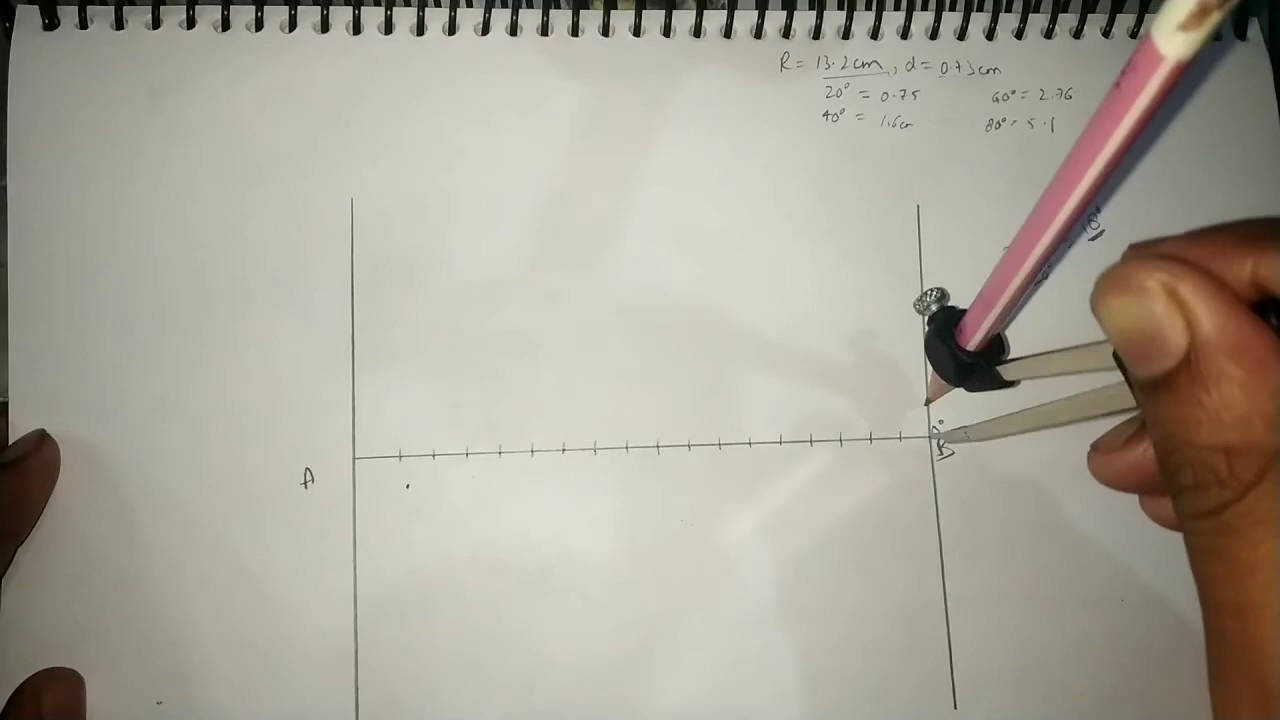 R = 13.2cm, d = 0.73cm
20° = 0.75 60° = 2.76
40° = 1.6cm 80° = 5.1
A
B